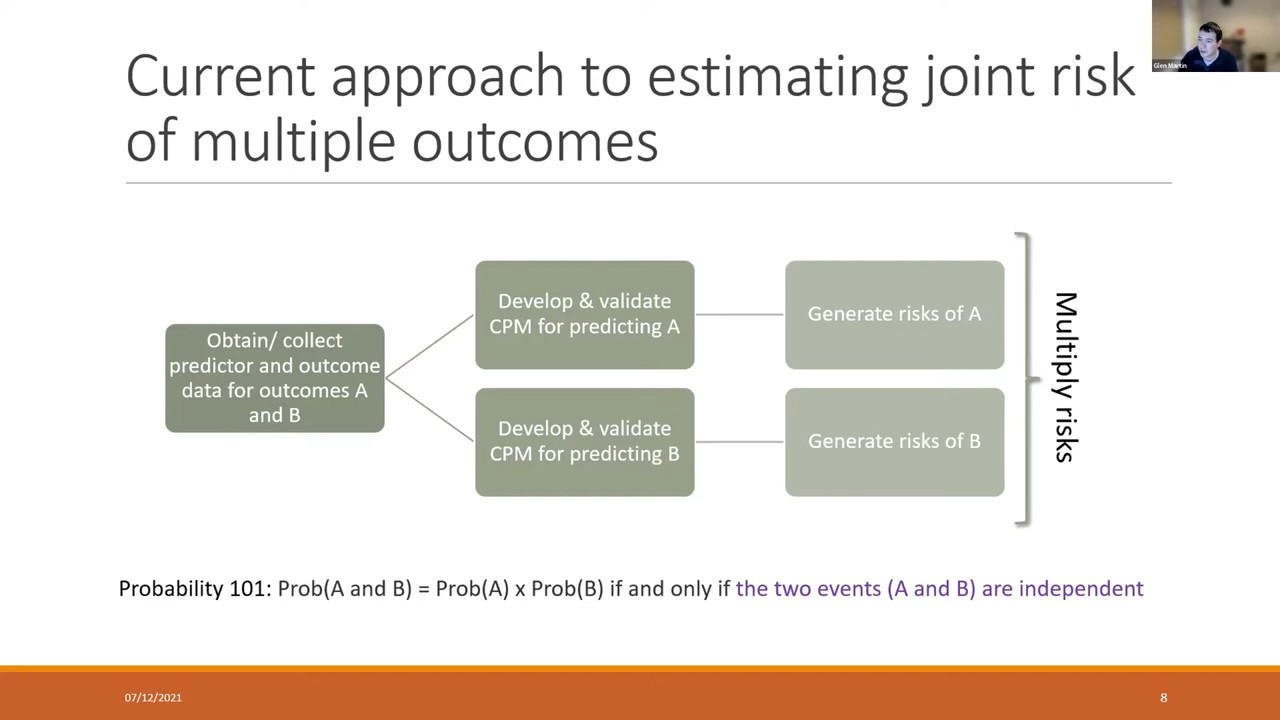 Current approach to estimating joint risk
of multiple outcomes
Glen Martin
Obtain/ collect
predictor and outcome
data for outcomes A
and B
Develop & validate
CPM for predicting A
Generate risks of A
Develop & validate
CPM for predicting B
Generate risks of B
Multiply risks
Probability 101: Prob(A and B) = Prob(A) x Prob(B) if and only if the two events (A and B) are independent
07/12/2021
8